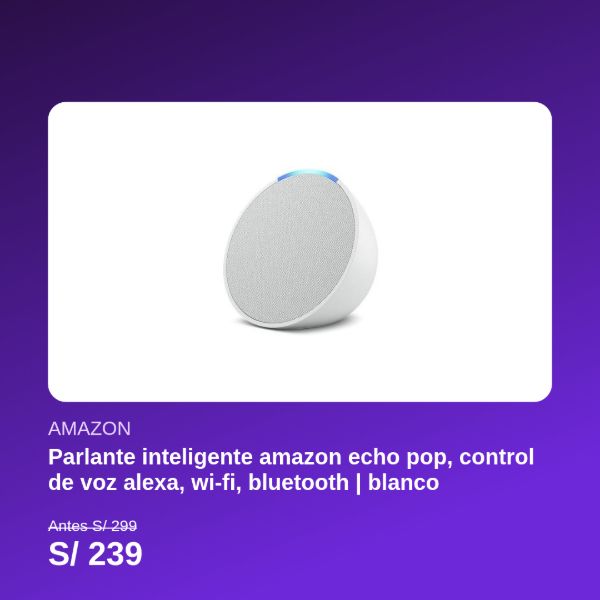 AMAZON
Parlante inteligente amazon echo pop, control
de voz alexa, wi-fi, bluetooth | blanco
Antes S/ 299
S/ 239